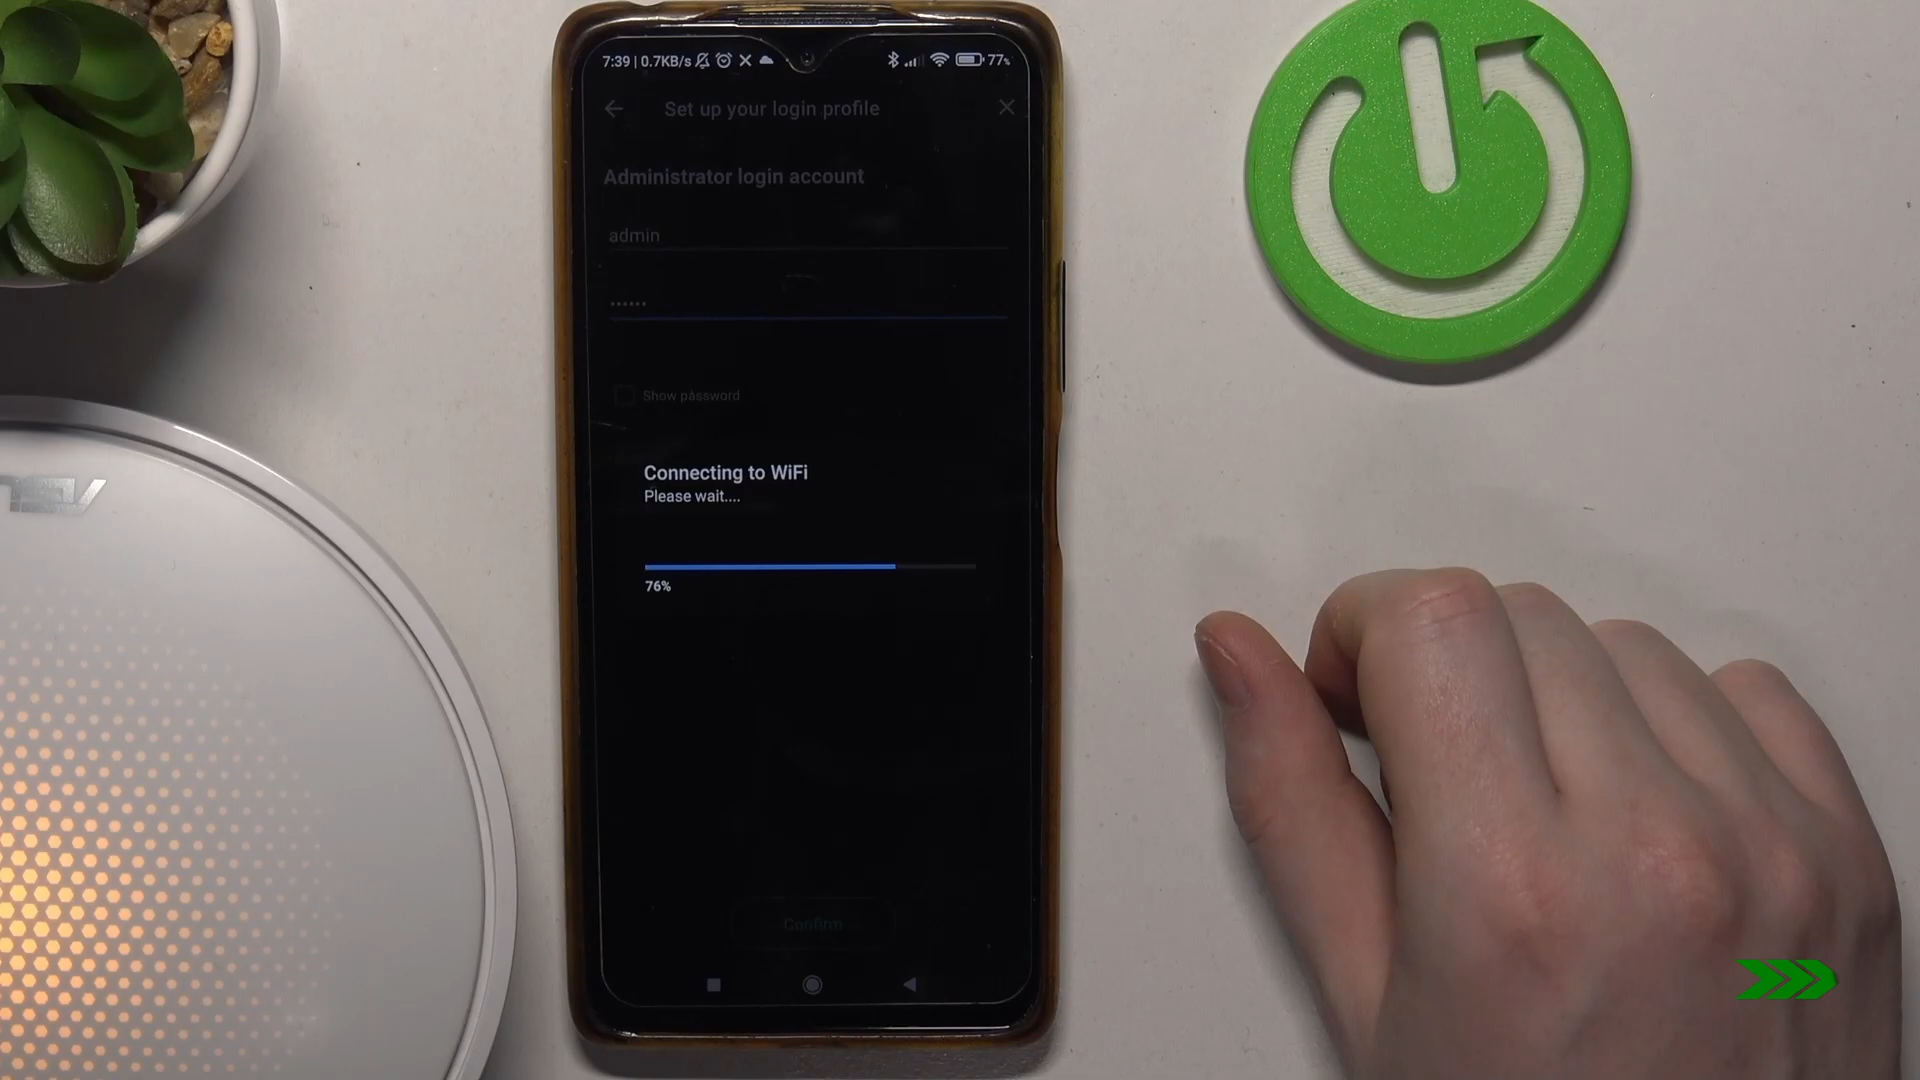 7:39 | 0.7KB/s 77%
Set up your login profile
Administrator login account
admin
••••••
Show password
Connecting to WiFi
Please wait....
76%
Confirm